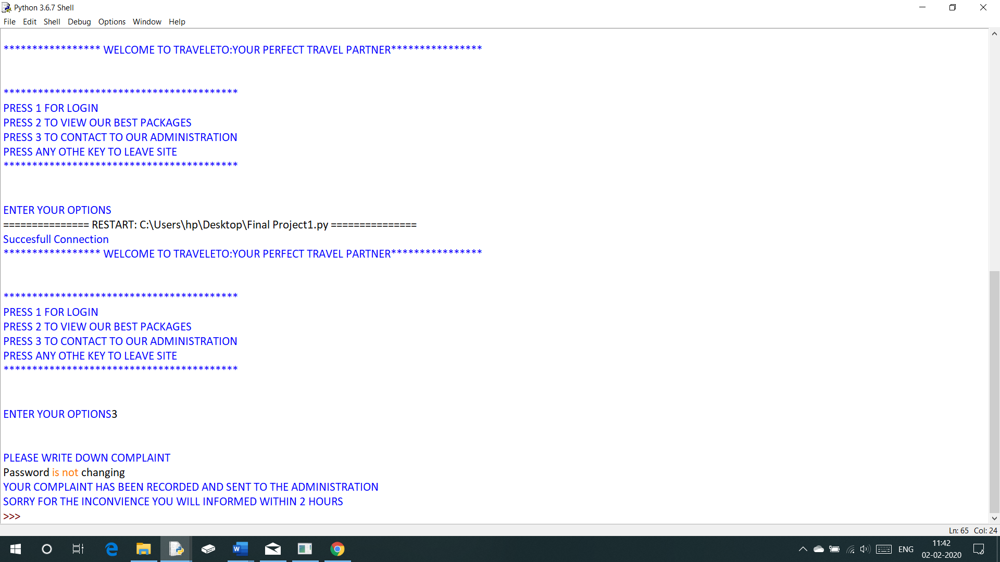 Python 3.6.7 Shell
File Edit Shell Debug Options Window Help
***************** WELCOME TO TRAVELETO:YOUR PERFECT TRAVEL PARTNER****************
*****************************************
PRESS 1 FOR LOGIN
PRESS 2 TO VIEW OUR BEST PACKAGES
PRESS 3 TO CONTACT TO OUR ADMINISTRATION
PRESS ANY OTHE KEY TO LEAVE SITE
*****************************************
ENTER YOUR OPTIONS
=============== RESTART: C:\Users\hp\Desktop\Final Project1.py ===============
Succesfull Connection
***************** WELCOME TO TRAVELETO:YOUR PERFECT TRAVEL PARTNER****************
*****************************************
PRESS 1 FOR LOGIN
PRESS 2 TO VIEW OUR BEST PACKAGES
PRESS 3 TO CONTACT TO OUR ADMINISTRATION
PRESS ANY OTHE KEY TO LEAVE SITE
*****************************************
ENTER YOUR OPTIONS3
PLEASE WRITE DOWN COMPLAINT
Password is not changing
YOUR COMPLAINT HAS BEEN RECORDED AND SENT TO THE ADMINISTRATION
SORRY FOR THE INCONVIENCE YOU WILL INFORMED WITHIN 2 HOURS
>>>
Ln: 65 Col: 24
ENG
11:42
02-02-2020